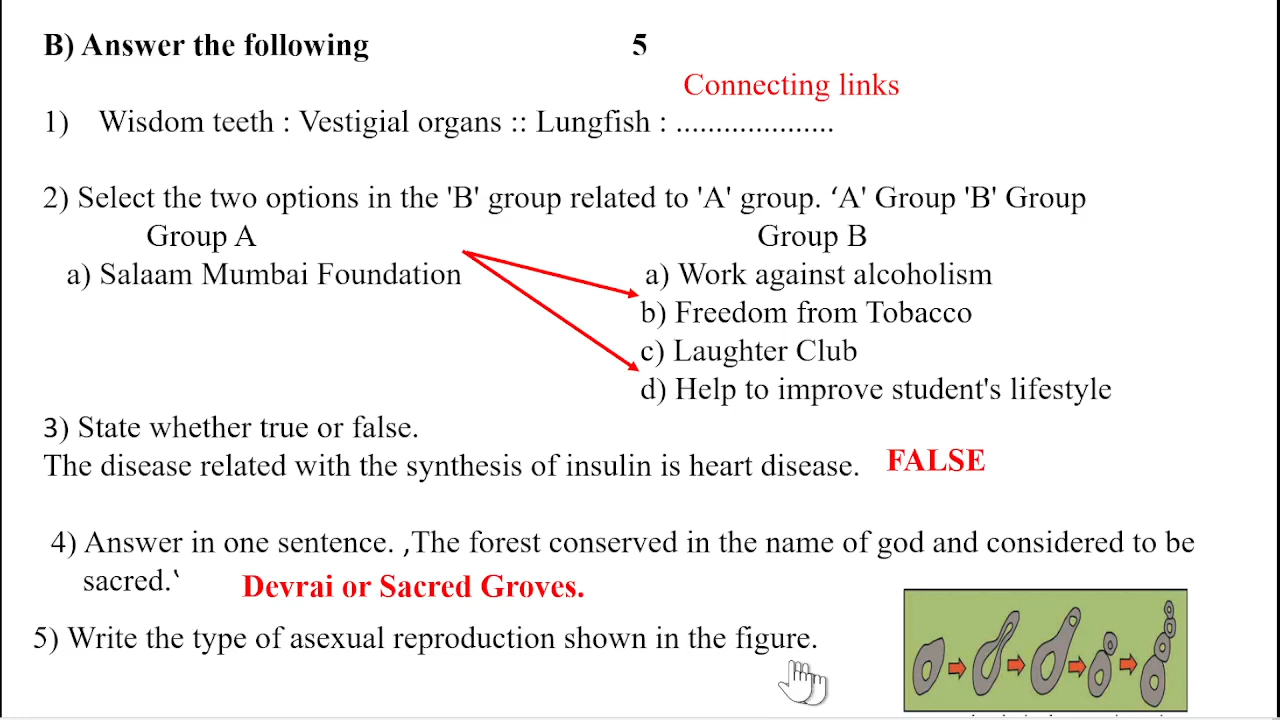 B) Answer the following 5
Connecting links
1) Wisdom teeth : Vestigial organs :: Lungfish : ....................
2) Select the two options in the 'B' group related to 'A' group. ‘A' Group 'B' Group
Group A Group B
a) Salaam Mumbai Foundation a) Work against alcoholism
b) Freedom from Tobacco
c) Laughter Club
d) Help to improve student's lifestyle
3) State whether true or false.
The disease related with the synthesis of insulin is heart disease. FALSE
4) Answer in one sentence. ,The forest conserved in the name of god and considered to be
sacred.‛
Devrai or Sacred Groves.
5) Write the type of asexual reproduction shown in the figure.